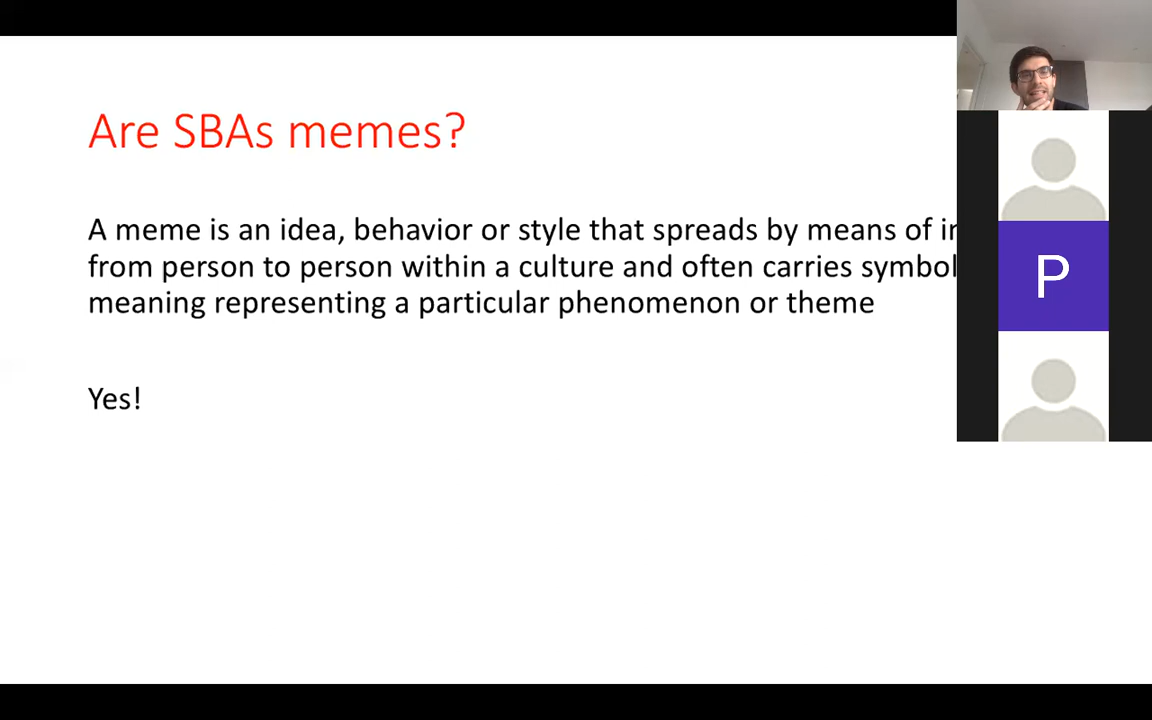 Are SBAs memes?
A meme is an idea, behavior or style that spreads by means of
from person to person within a culture and often carries
meaning representing a particular phenomenon or theme
Yes!
P